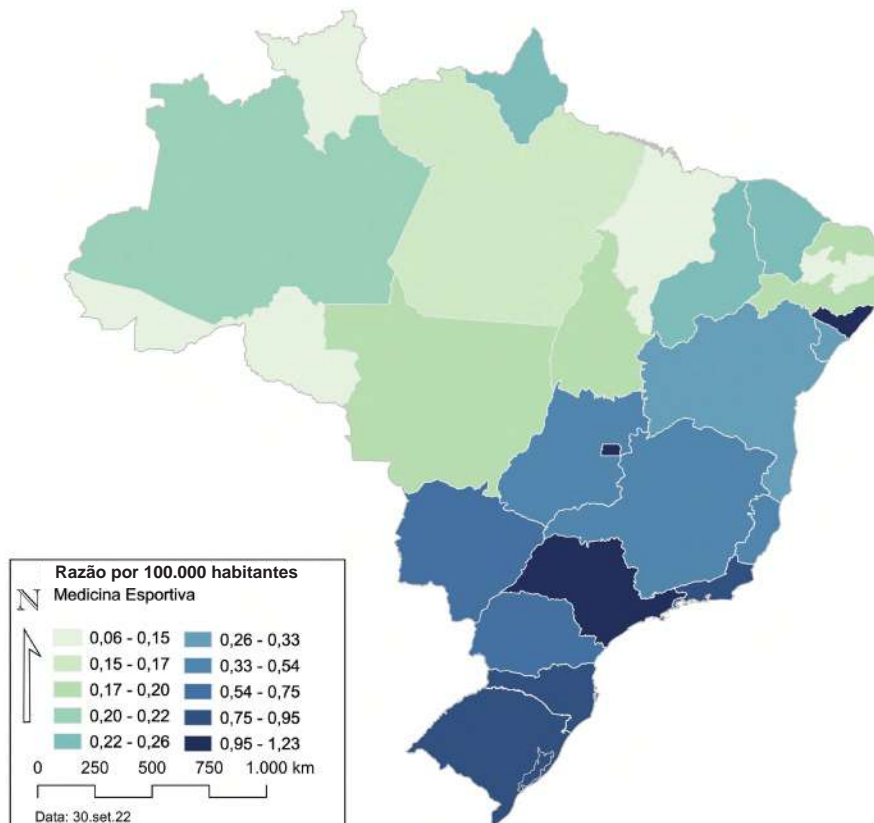 Razão por 100.000 habitantes
N Medicina Esportiva
0,06 - 0,15 0,26 - 0,33
0,15 - 0,17 0,33 - 0,54
0,17 - 0,20 0,54 - 0,75
0,20 - 0,22 0,75 - 0,95
0,22 - 0,26 0,95 - 1,23
0 250 500 750 1.000 km
Data: 30.set.22